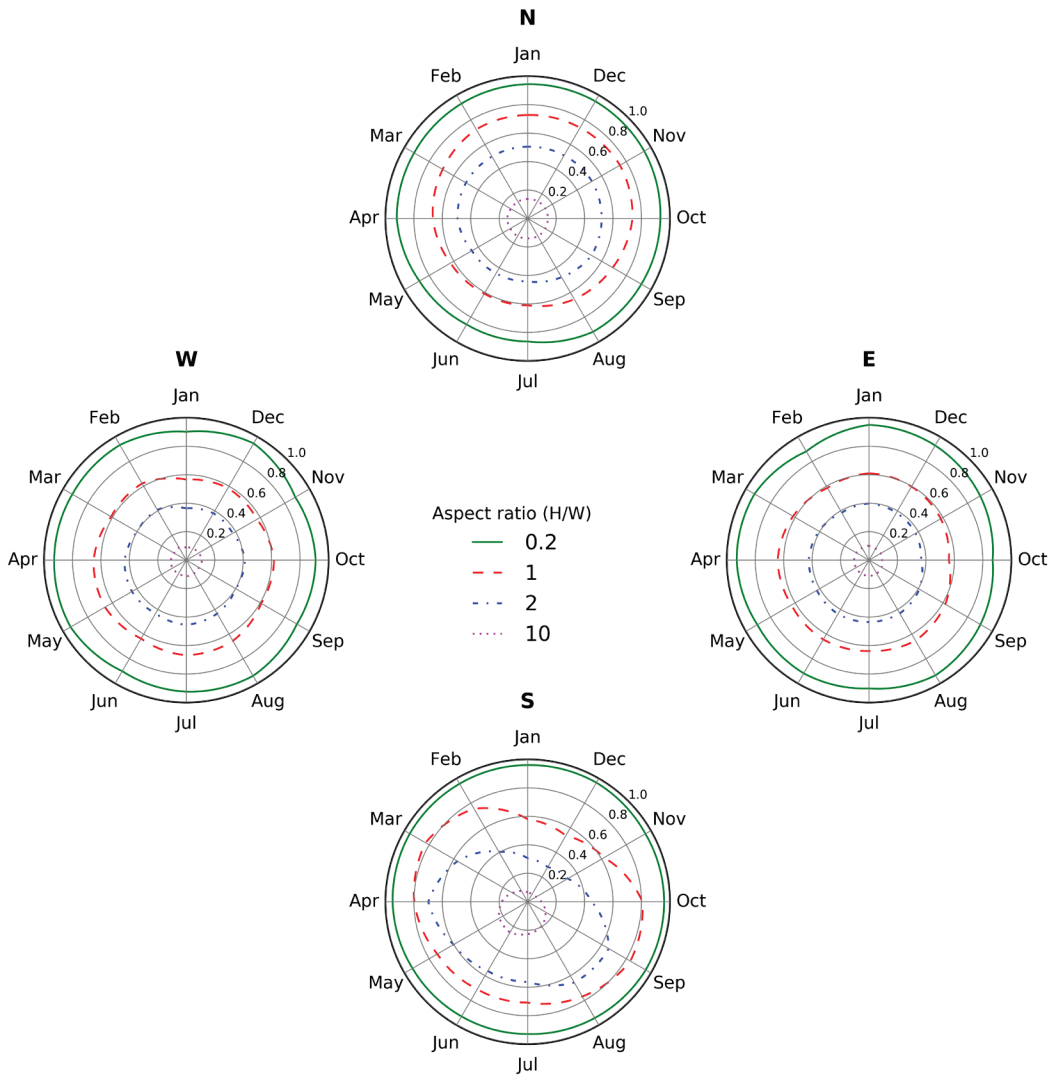 N
Jan
Feb
Dec
1.0
Mar
0.8
Nov
0.6
0.4
0.2
Apr
Oct
May
Sep
Jun
Aug
Jul
W
Jan
Feb
Dec
1.0
Mar
0.8
Nov
0.6
0.4
0.2
Apr
Oct
May
Sep
Jun
Aug
Jul
E
Jan
Feb
Dec
1.0
Mar
0.8
Nov
0.6
0.4
0.2
Apr
Oct
May
Sep
Jun
Aug
Jul
Aspect ratio (H/W)
0.2
1
2
10
S
Jan
Feb
Dec
1.0
Mar
0.8
Nov
0.6
0.4
0.2
Apr
Oct
May
Sep
Jun
Aug
Jul